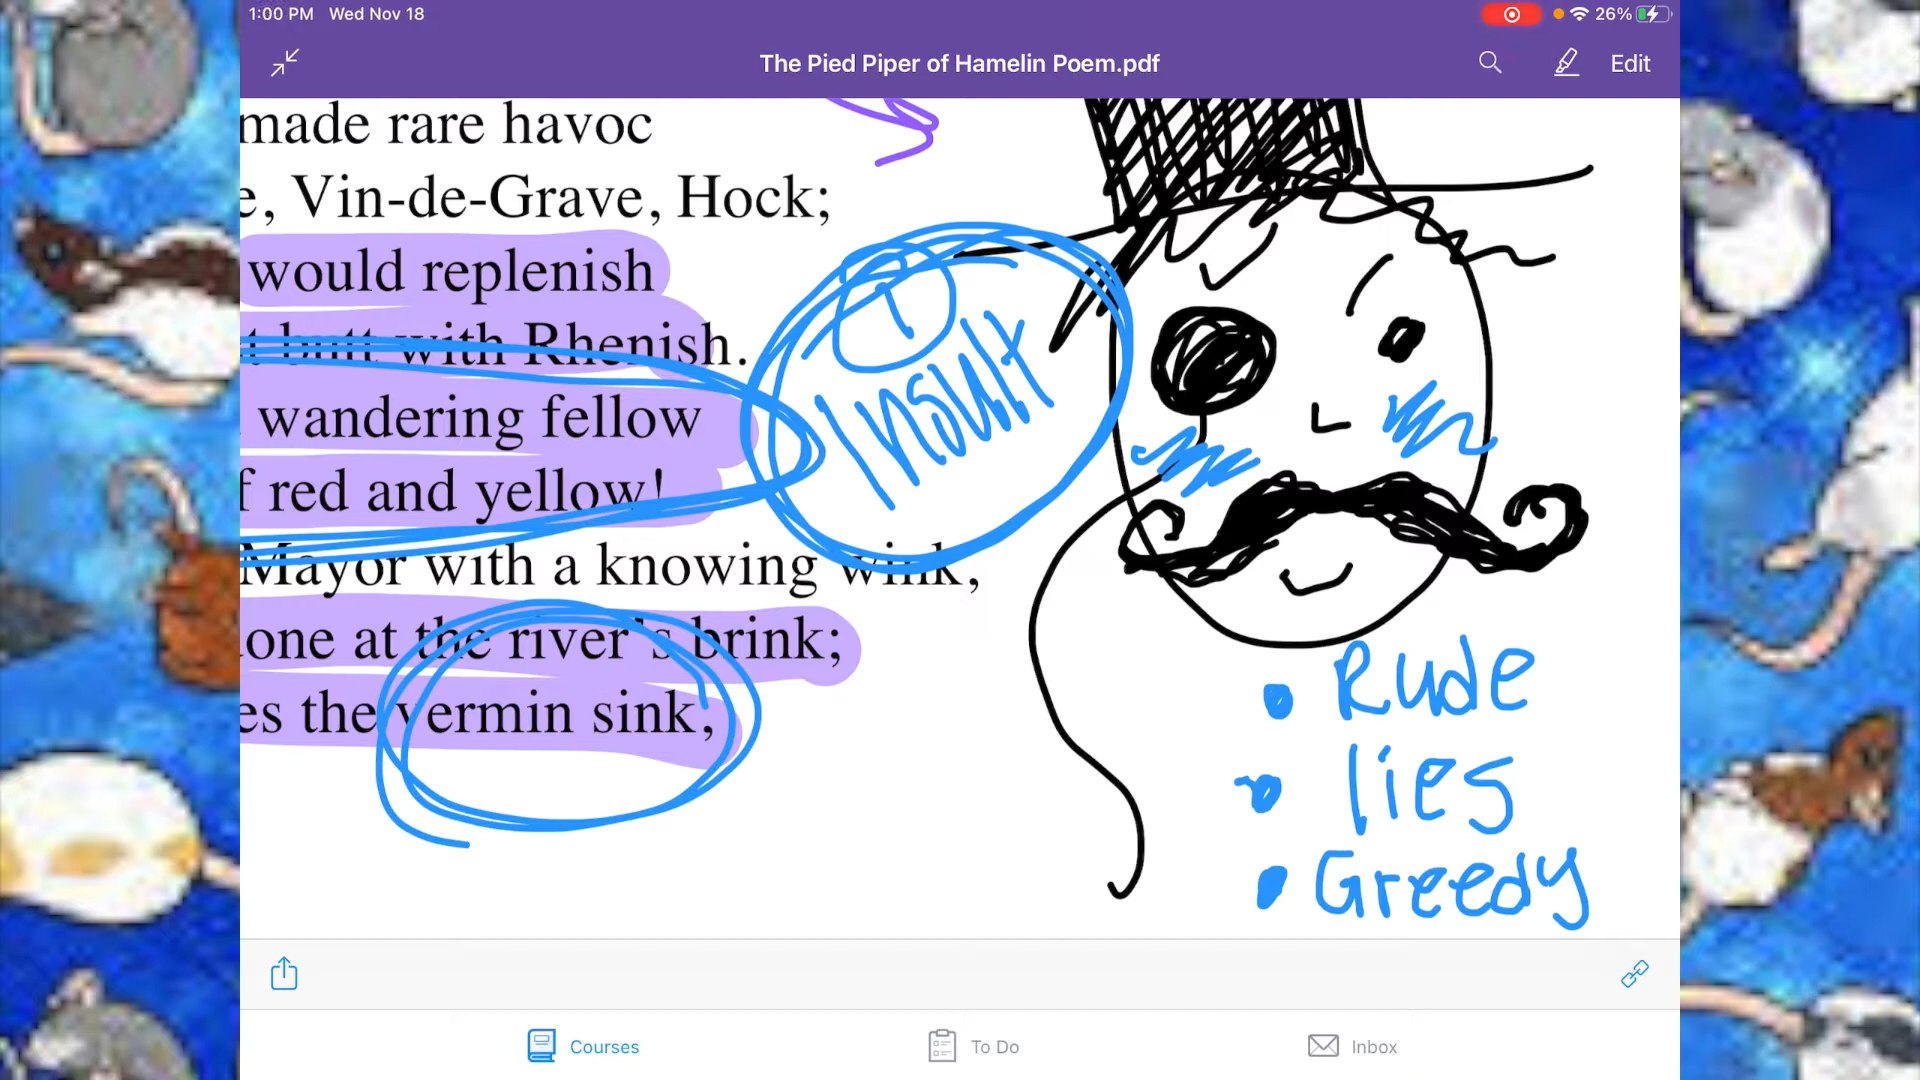 1:00 PM Wed Nov 18
26%
The Pied Piper of Hamelin Poem.pdf
Edit
made rare havoc
e, Vin-de-Grave, Hock;
would replenish
t butt with Rhenish.
wandering fellow
f red and yellow!
Mayor with a knowing wink,
one at the river's brink;
es the vermin sink,
Insult
• Rude
• lies
• Greedy
Courses
To Do
Inbox